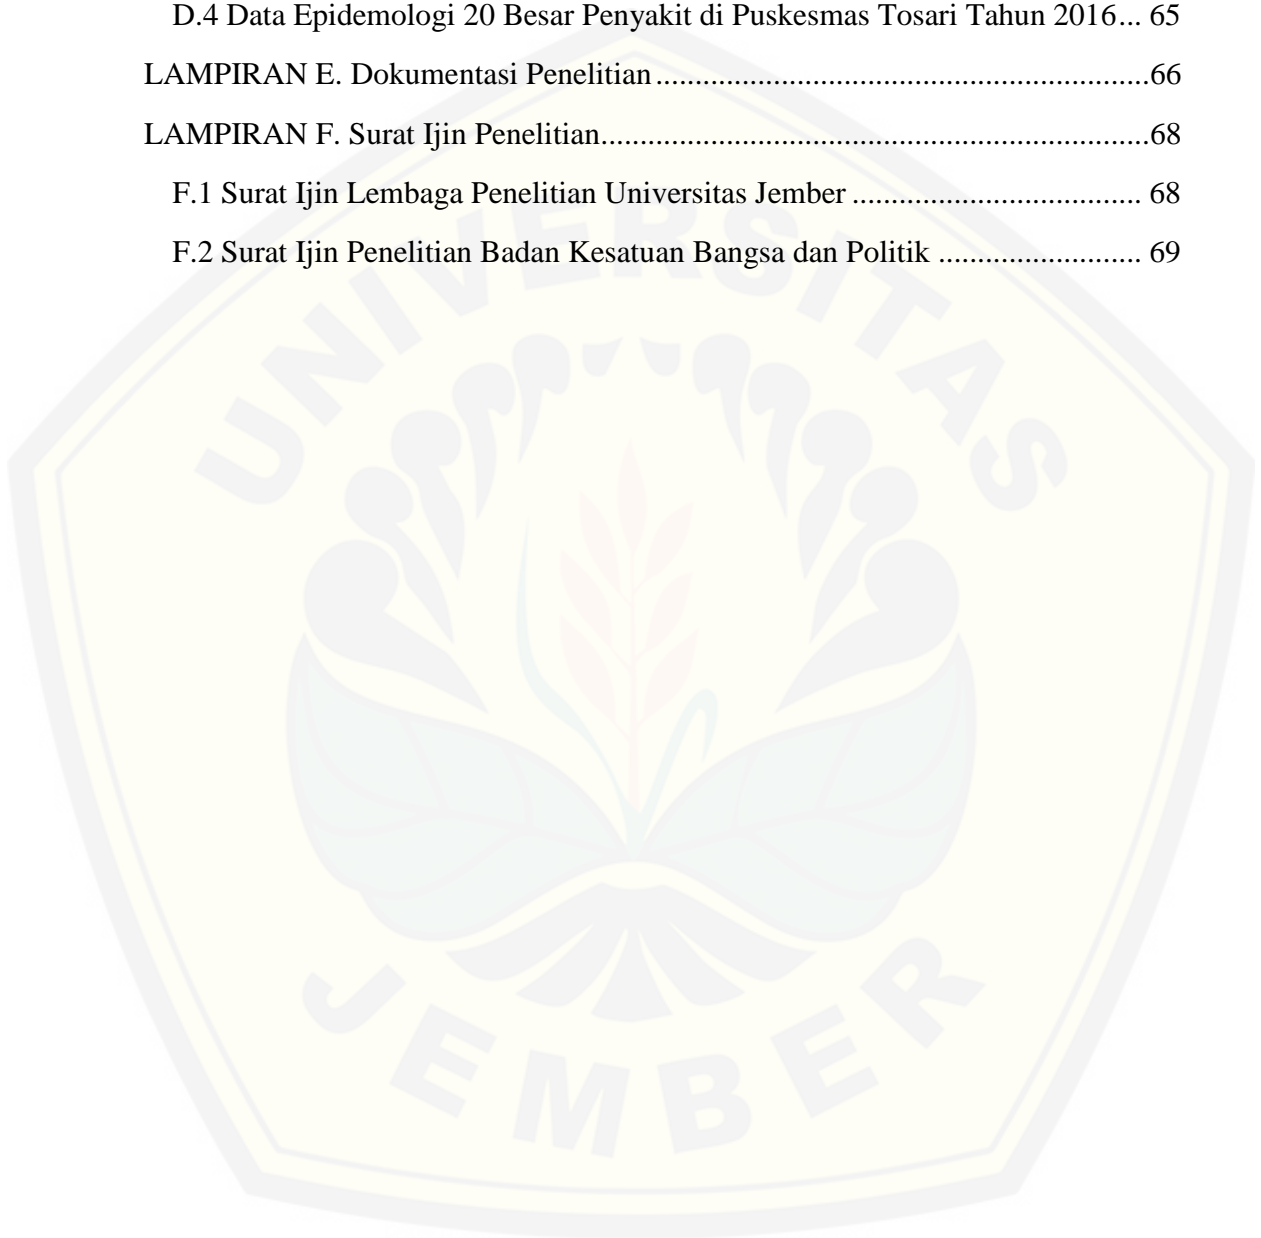 D.4 Data Epidemologi 20 Besar Penyakit di Puskesmas Tosari Tahun 2016... 65
LAMPIRAN E. Dokumentasi Penelitian..............................................................66
LAMPIRAN F. Surat Ijin Penelitian.....................................................................68
F.1 Surat Ijin Lembaga Penelitian Universitas Jember .................................... 68
F.2 Surat Ijin Penelitian Badan Kesatuan Bangsa dan Politik .......................... 69
UNIVERSITAS
JEMBER